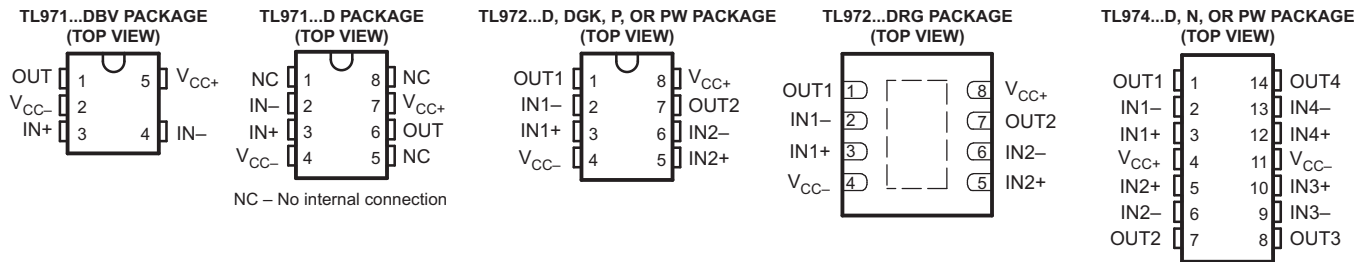 TL971...DBV PACKAGE
(TOP VIEW)
OUT 1 5 VCC+
VCC– 2
IN+ 3 4 IN–
TL971...D PACKAGE
(TOP VIEW)
NC 1 8 NC
IN– 2 7 VCC+
IN+ 3 6 OUT
VCC– 4 5 NC
NC – No internal connection
TL972...D, DGK, P, OR PW PACKAGE
(TOP VIEW)
OUT1 1 8 VCC+
IN1– 2 7 OUT2
IN1+ 3 6 IN2–
VCC– 4 5 IN2+
TL972...DRG PACKAGE
(TOP VIEW)
OUT1 1 8 VCC+
IN1– 2 7 OUT2
IN1+ 3 6 IN2–
VCC– 4 5 IN2+
TL974...D, N, OR PW PACKAGE
(TOP VIEW)
OUT1 1 14 OUT4
IN1– 2 13 IN4–
IN1+ 3 12 IN4+
VCC+ 4 11 VCC–
IN2+ 5 10 IN3+
IN2– 6 9 IN3–
OUT2 7 8 OUT3